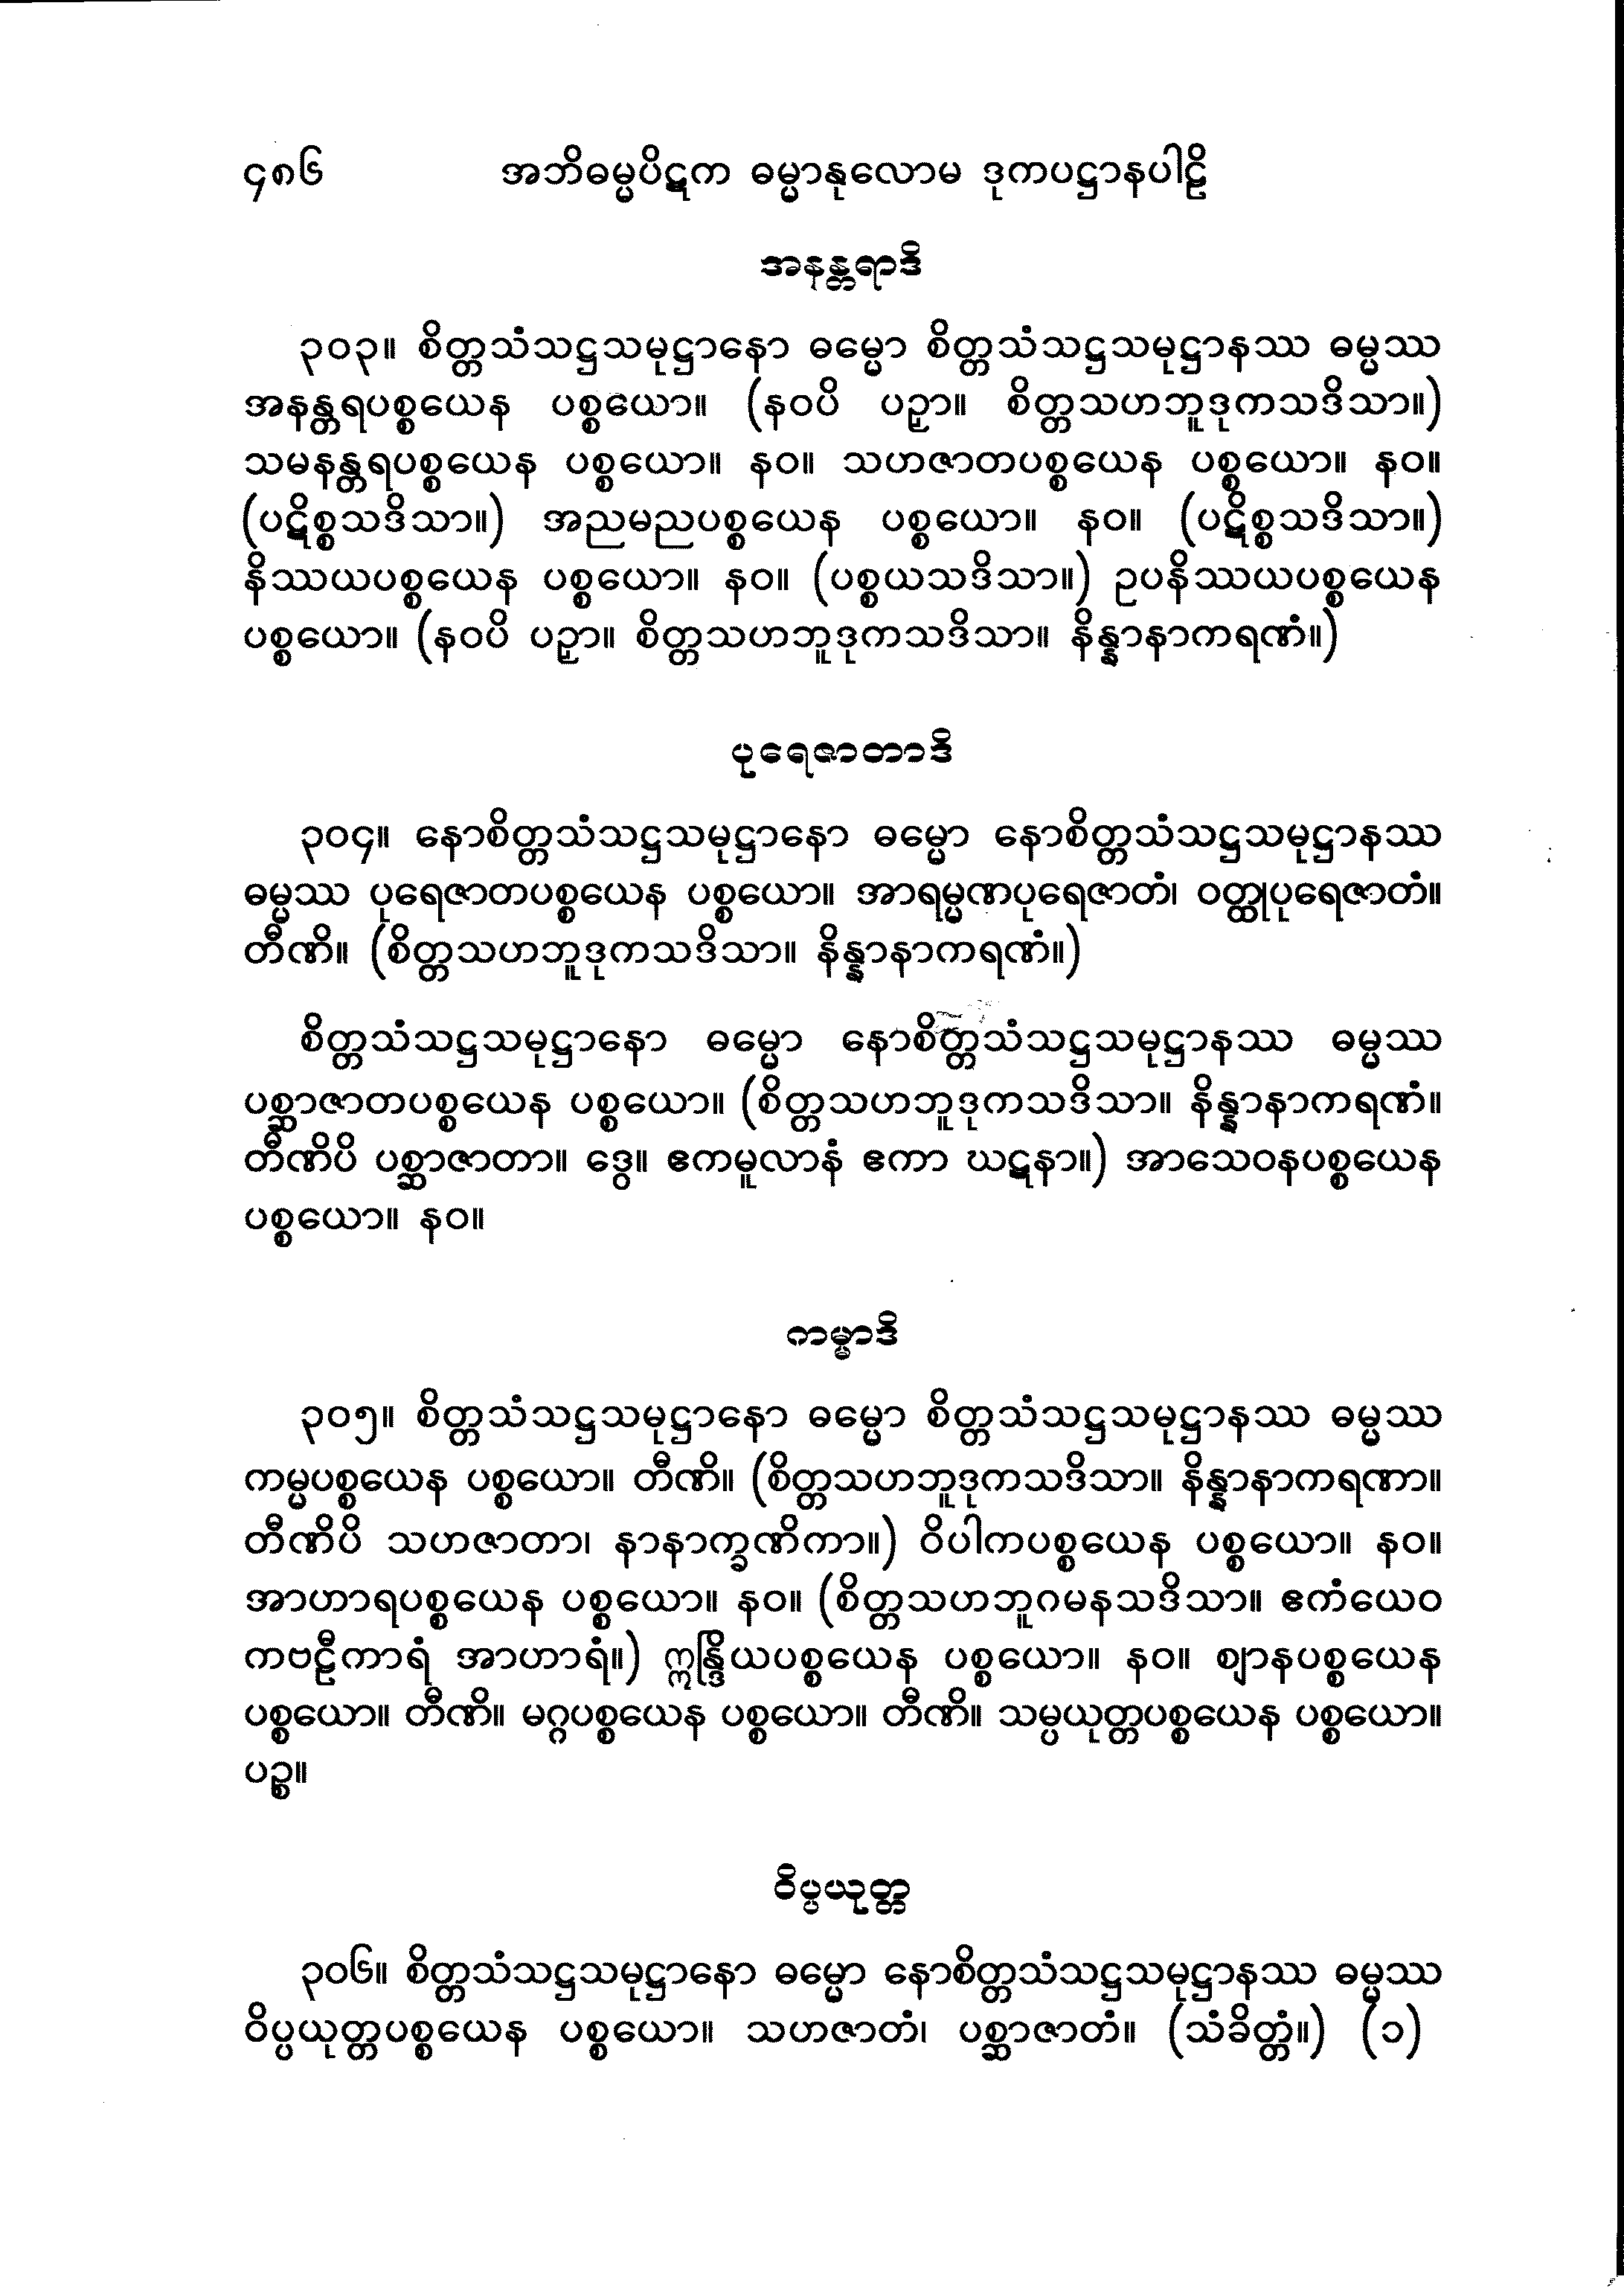 ၄၈၆ အဘိဓမ္မပိဋက ဓမ္မာနုလောမ ဒုကပဋ္ဌာနပါဠိ
အနန္တရာဒိ
၃၀၃။ စိတ္တသံသဋ္ဌသမုဋ္ဌာနော ဓမ္မော စိတ္တသံသဋ္ဌသမုဋ္ဌာနဿ ဓမ္မဿ
အနန္တရပစ္စယေန ပစ္စယော။ (နဝပိ ပဉှာ။ စိတ္တသဟဘူဒုကသဒိသာ။)
သမနန္တရပစ္စယေန ပစ္စယော။ နဝ။ သဟဇာတပစ္စယေန ပစ္စယော။ နဝ။
(ပဋိစ္စသဒိသာ။) အညမညပစ္စယေန ပစ္စယော။ နဝ။ (ပဋိစ္စသဒိသာ။)
နိဿယပစ္စယေန ပစ္စယော။ နဝ။ (ပစ္စယသဒိသာ။) ဥပနိဿယပစ္စယေန
ပစ္စယော။ (နဝပိ ပဉှာ။ စိတ္တသဟဘူဒုကသဒိသာ။ နိန္နာနာကရဏံ။)
ပုရေဇာတာဒိ
၃၀၄။ နောစိတ္တသံသဋ္ဌသမုဋ္ဌာနော ဓမ္မော နောစိတ္တသံသဋ္ဌသမုဋ္ဌာနဿ
ဓမ္မဿ ပုရေဇာတပစ္စယေန ပစ္စယော။ အာရမ္မဏပုရေဇာတံ၊ ဝတ္ထုပုရေဇာတံ။
တီဏိ။ (စိတ္တသဟဘူဒုကသဒိသာ။ နိန္နာနာကရဏံ။)
စိတ္တသံသဋ္ဌသမုဋ္ဌာနော ဓမ္မော နောစိတ္တသံသဋ္ဌသမုဋ္ဌာနဿ ဓမ္မဿ
ပစ္ဆာဇာတပစ္စယေန ပစ္စယော။ (စိတ္တသဟဘူဒုကသဒိသာ။ နိန္နာနာကရဏံ။
တီဏိပိ ပစ္ဆာဇာတာ။ ဒွေ။ ဧကမူလာနံ ဧကာ ဃဋနာ။) အာသေဝနပစ္စယေန
ပစ္စယော။ နဝ။
ကမ္မာဒိ
၃၀၅။ စိတ္တသံသဋ္ဌသမုဋ္ဌာနော ဓမ္မော စိတ္တသံသဋ္ဌသမုဋ္ဌာနဿ ဓမ္မဿ
ကမ္မပစ္စယေန ပစ္စယော။ တီဏိ။ (စိတ္တသဟဘူဒုကသဒိသာ။ နိန္နာနာကရဏာ။
တီဏိပိ သဟဇာတာ၊ နာနာက္ခဏိကာ။) ဝိပါကပစ္စယေန ပစ္စယော။ နဝ။
အာဟာရပစ္စယေန ပစ္စယော။ နဝ။ (စိတ္တသဟဘူဂမနသဒိသာ။ ဧကံယေဝ
ကဗဠီကာရံ အာဟာရံ။) ဣန္ဒြိယပစ္စယေန ပစ္စယော။ နဝ။ ဈာနပစ္စယေန
ပစ္စယော။ တီဏိ။ မဂ္ဂပစ္စယေန ပစ္စယော။ တီဏိ။ သမ္ပယုတ္တပစ္စယေန ပစ္စယော။
ပဉ္စ။
ဝိပ္ပယုတ္တ
၃၀၆။ စိတ္တသံသဋ္ဌသမုဋ္ဌာနော ဓမ္မော နောစိတ္တသံသဋ္ဌသမုဋ္ဌာနဿ ဓမ္မဿ
ဝိပ္ပယုတ္တပစ္စယေန ပစ္စယော။ သဟဇာတံ၊ ပစ္ဆာဇာတံ။ (သံခိတ္တံ။) (၁)